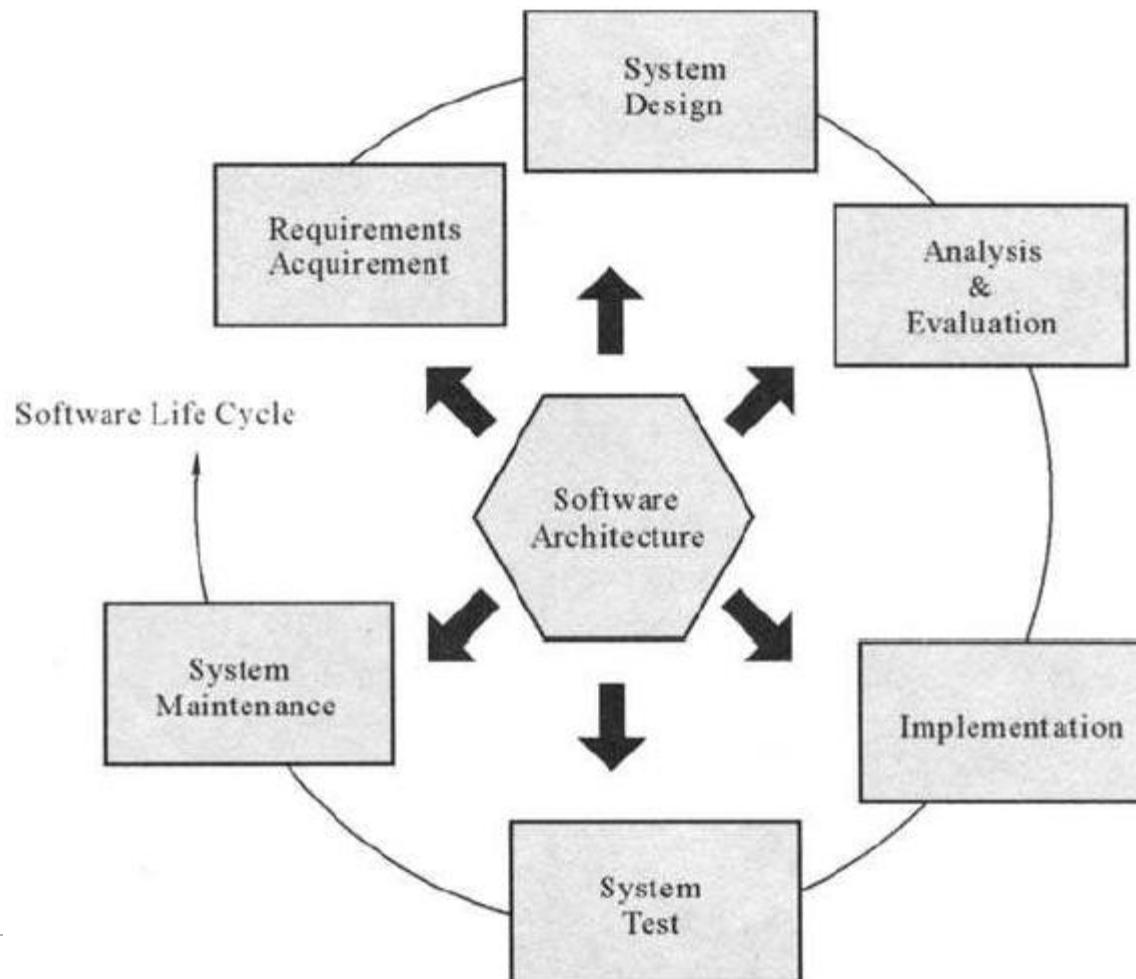 System
Design
Requirements
Acquirement
Analysis
&
Evaluation
Software Life Cycle
Software
Architecture
System
Maintenance
Implementation
System
Test